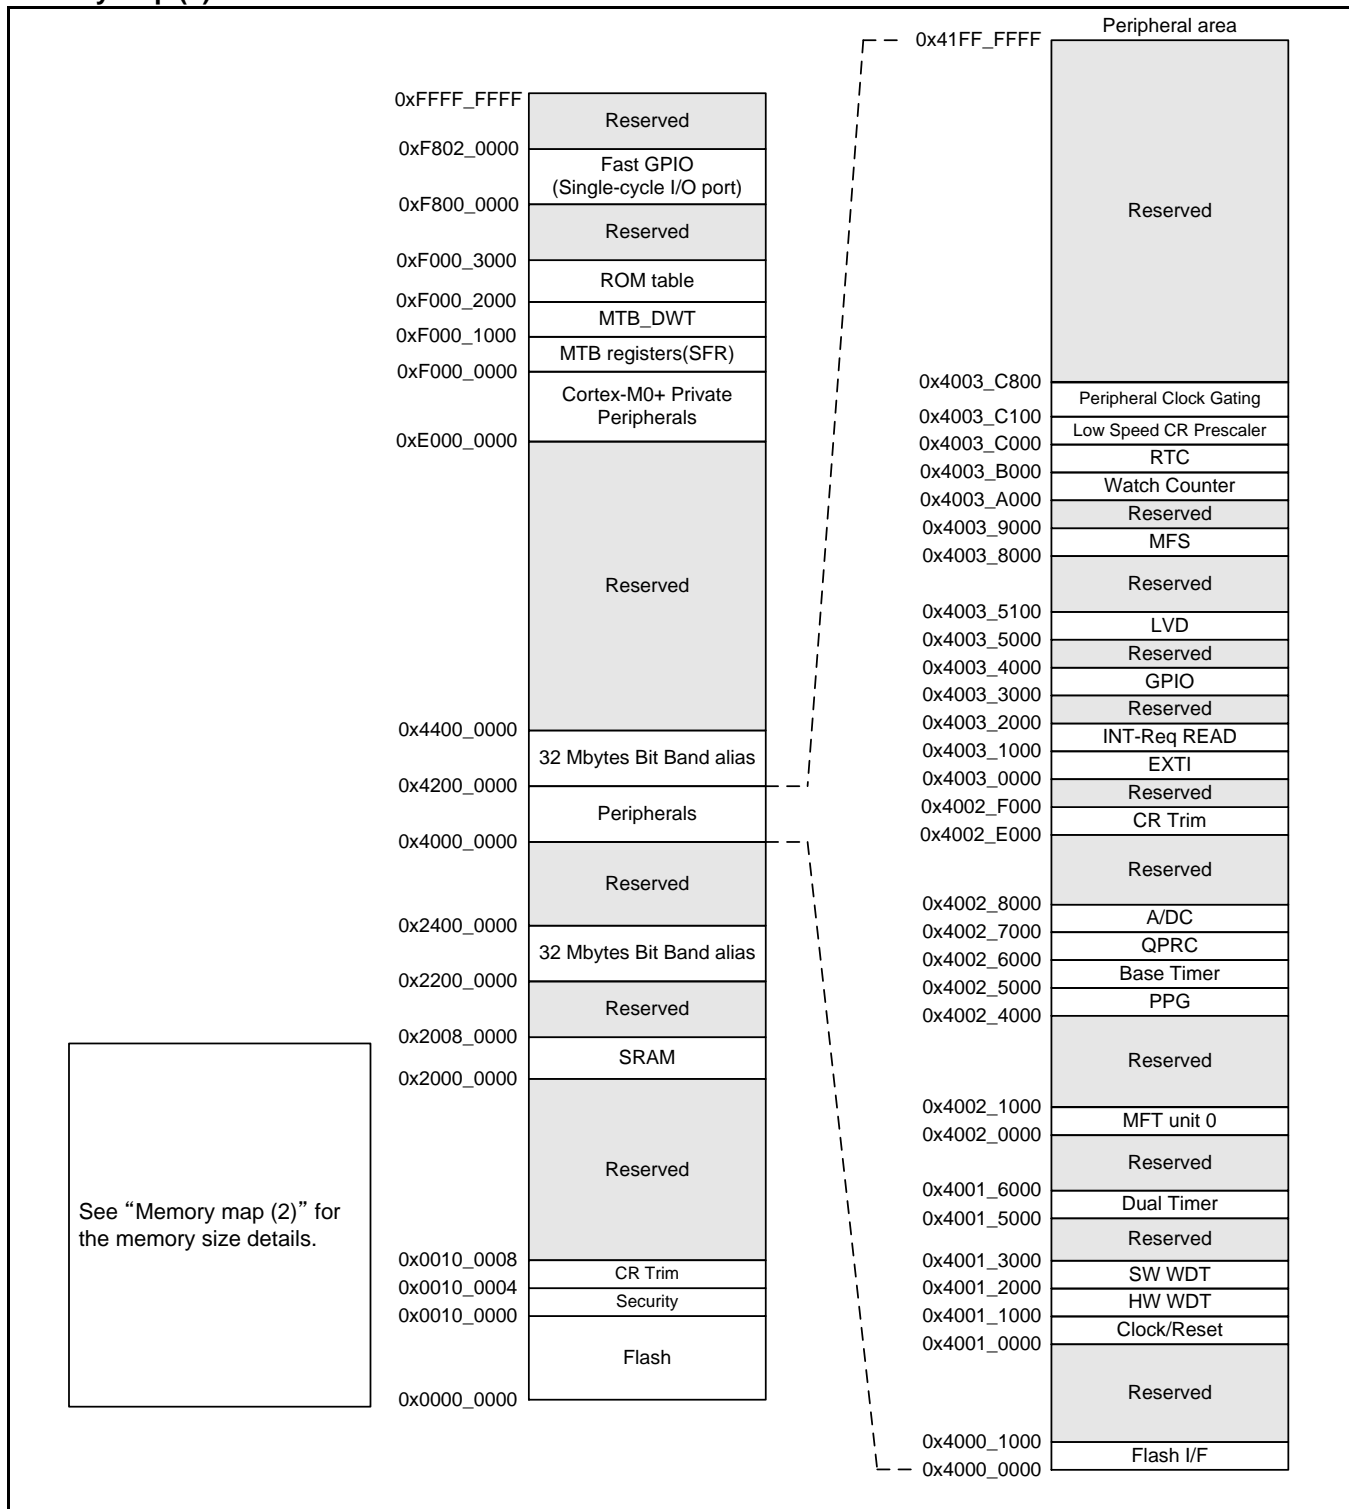 0xFFFF_FFFF
Reserved
0xF802_0000
Fast GPIO
(Single-cycle I/O port)
0xF800_0000
Reserved
0xF000_3000
ROM table
0xF000_2000
MTB_DWT
0xF000_1000
MTB registers(SFR)
0xF000_0000
Cortex-M0+ Private
Peripherals
0xE000_0000
Reserved
0x4400_0000
32 Mbytes Bit Band alias
0x4200_0000
Peripherals
0x4000_0000
Reserved
0x2400_0000
32 Mbytes Bit Band alias
0x2200_0000
Reserved
0x2008_0000
SRAM
0x2000_0000
Reserved
0x0010_0008
CR Trim
0x0010_0004
Security
0x0010_0000
Flash
0x0000_0000
See “Memory map (2)” for
the memory size details.
Peripheral area
0x41FF_FFFF
Reserved
0x4003_C800
Peripheral Clock Gating
0x4003_C100
Low Speed CR Prescaler
0x4003_C000
RTC
0x4003_B000
Watch Counter
0x4003_A000
Reserved
0x4003_9000
MFS
0x4003_8000
Reserved
0x4003_5100
LVD
0x4003_5000
Reserved
0x4003_4000
GPIO
0x4003_3000
Reserved
0x4003_2000
INT-Req READ
0x4003_1000
EXTI
0x4003_0000
Reserved
0x4002_F000
CR Trim
0x4002_E000
Reserved
0x4002_8000
A/DC
0x4002_7000
QPRC
0x4002_6000
Base Timer
0x4002_5000
PPG
0x4002_4000
Reserved
0x4002_1000
MFT unit 0
0x4002_0000
Reserved
0x4001_6000
Dual Timer
0x4001_5000
Reserved
0x4001_3000
SW WDT
0x4001_2000
HW WDT
0x4001_1000
Clock/Reset
0x4001_0000
Reserved
0x4000_1000
Flash I/F
0x4000_0000